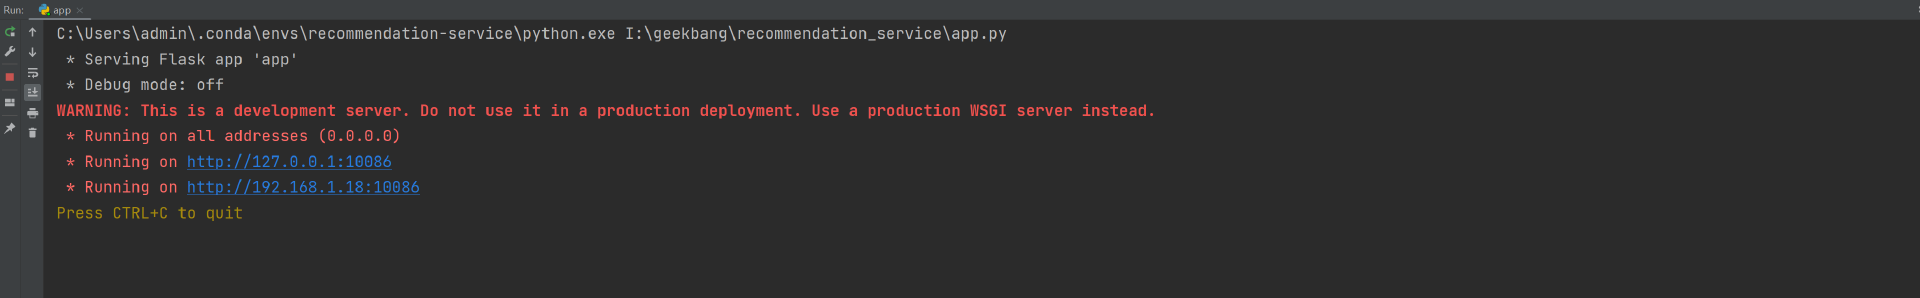 Run: app ×
C:\Users\admin\.conda\envs\recommendation-service\python.exe I:\geekbang\recommendation_service\app.py
* Serving Flask app 'app'
* Debug mode: off
WARNING: This is a development server. Do not use it in a production deployment. Use a production WSGI server instead.
* Running on all addresses (0.0.0.0)
* Running on http://127.0.0.1:10086
* Running on http://192.168.1.18:10086
Press CTRL+C to quit